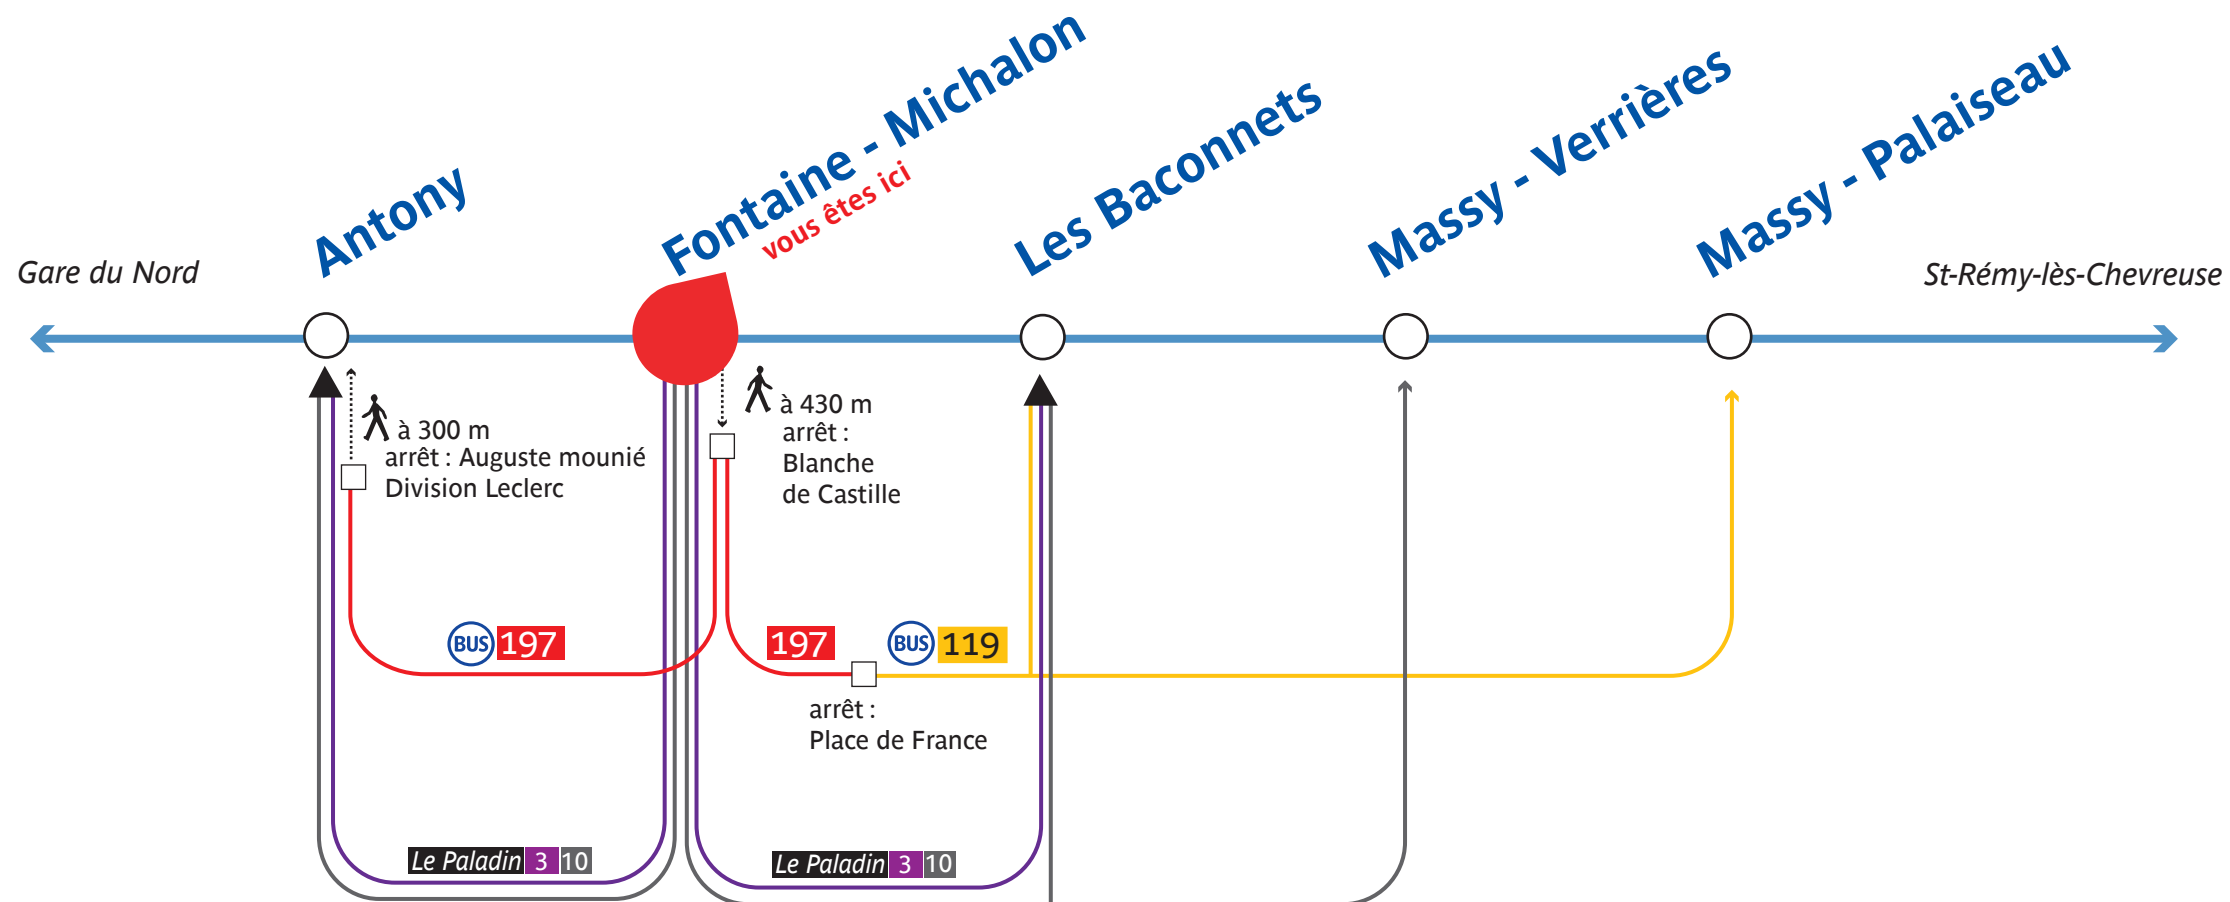 Antony
Fontaine - Michalon
vous êtes ici
Les Baconnets
Massy - Verrières
Massy - Palaiseau
Gare du Nord
St-Rémy-lès-Chevreuse
à 300 m
arrêt : Auguste mounié
Division Leclerc
à 430 m
arrêt :
Blanche
de Castille
BUS 197
197
BUS 119
arrêt :
Place de France
Le Paladin 3 10
Le Paladin 3 10